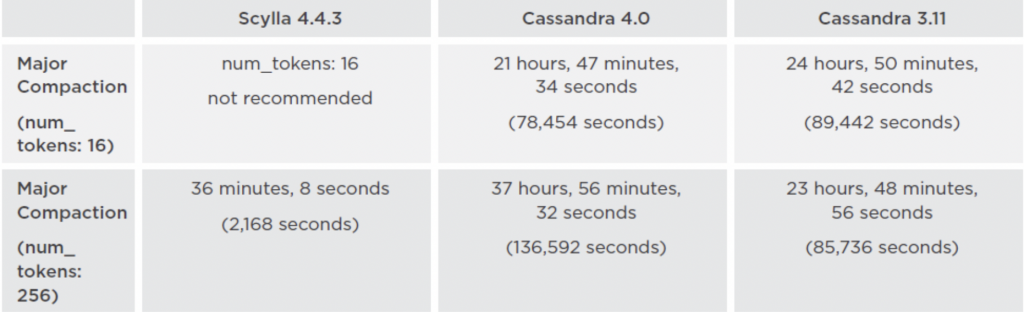 Scylla 4.4.3
Cassandra 4.0
Cassandra 3.11
Major
Compaction
(num_
tokens: 16)
num_tokens: 16
not recommended
21 hours, 47 minutes,
34 seconds
(78,454 seconds)
24 hours, 50 minutes,
42 seconds
(89,442 seconds)
Major
Compaction
(num_
tokens:
256)
36 minutes, 8 seconds
(2,168 seconds)
37 hours, 56 minutes,
32 seconds
(136,592 seconds)
23 hours, 48 minutes,
56 seconds
(85,736 seconds)